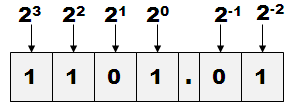 2³ 2² 2¹ 2⁰ 2⁻¹ 2⁻²
1 1 0 1 . 0 1